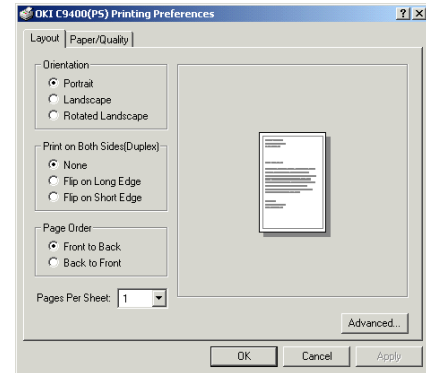 OKI C9400(PS) Printing Preferences
Layout
Paper/Quality
Orientation
Portrait
Landscape
Rotated Landscape
Print on Both Sides(Duplex)
None
Flip on Long Edge
Flip on Short Edge
Page Order
Front to Back
Back to Front
Pages Per Sheet: 1
Advanced...
OK Cancel Apply